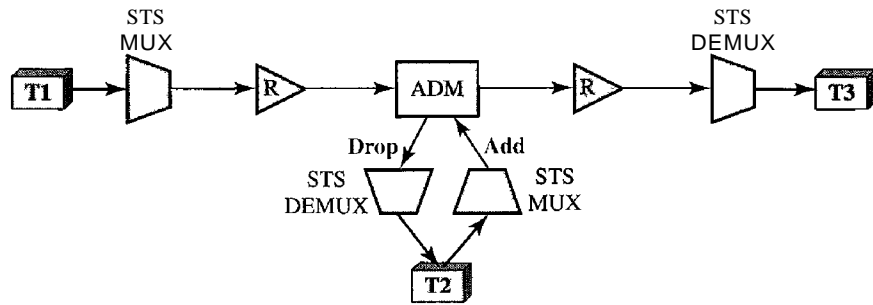 STS
MUX
STS
DEMUX
T1
R
ADM
R
T3
Drop
Add
STS
DEMUX
STS
MUX
T2